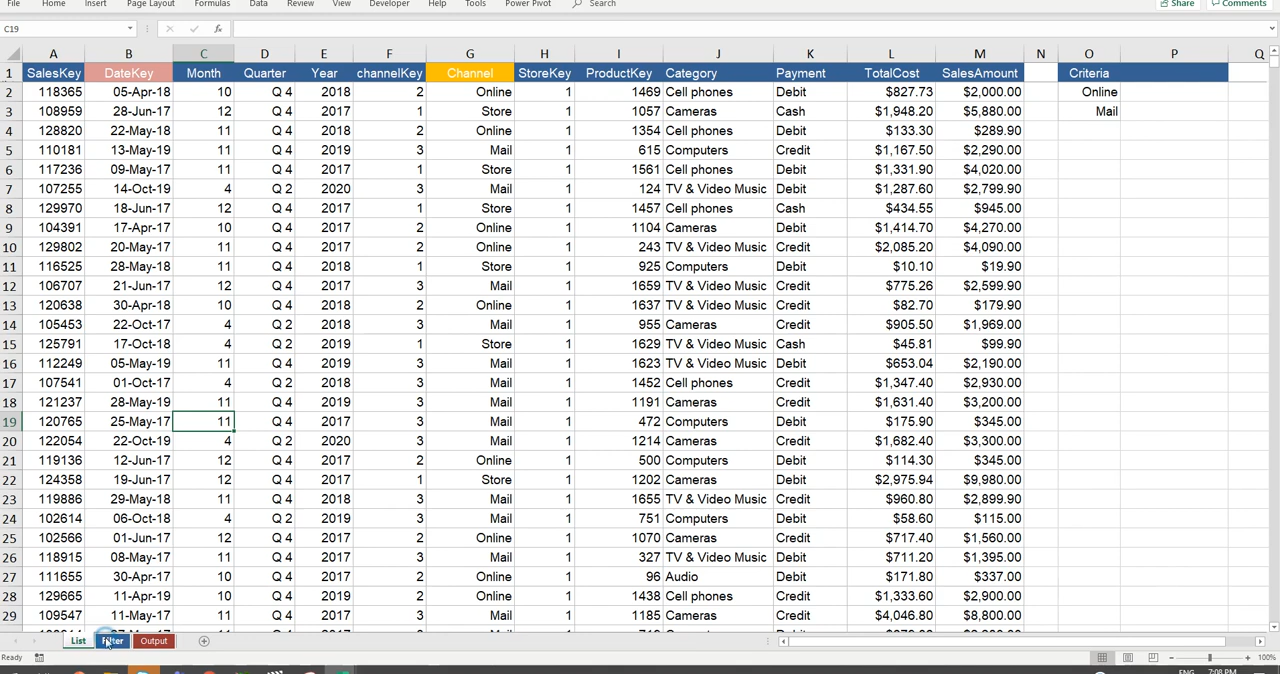 File Home Insert Page Layout Formulas Data Review View Developer Help Tools Power Pivot Search Share Comments
C19 fx
A B C D E F G H I J K L M N O P Q
1 SalesKey DateKey Month Quarter Year channelKey Channel StoreKey ProductKey Category Payment TotalCost SalesAmount Criteria
2 118365 05-Apr-18 10 Q 4 2018 2 Online 1 1469 Cell phones Debit $827.73 $2,000.00 Online
3 108959 28-Jun-17 12 Q 4 2017 1 Store 1 1057 Cameras Cash $1,948.20 $5,880.00 Mail
4 128820 22-May-17 11 Q 4 2018 2 Online 1 1354 Cell phones Debit $133.30 $289.90
5 110181 13-May-19 11 Q 4 2019 3 Mail 1 615 Computers Credit $1,167.50 $2,290.00
6 117236 09-May-17 11 Q 4 2017 1 Store 1 1561 Cell phones Debit $1,331.90 $4,020.00
7 107255 14-Oct-19 4 Q 2 2020 3 Mail 1 124 TV & Video Music Debit $1,287.60 $2,799.90
8 129970 18-Jun-17 12 Q 4 2017 1 Store 1 1457 Cell phones Cash $434.55 $945.00
9 104391 17-Apr-17 10 Q 4 2017 2 Online 1 1104 Cameras Debit $1,414.70 $4,270.00
10 129802 20-May-17 11 Q 4 2017 2 Online 1 243 TV & Video Music Credit $2,085.20 $4,090.00
11 116525 28-May-18 11 Q 4 2018 1 Store 1 925 Computers Debit $10.10 $19.90
12 106707 21-Jun-17 12 Q 4 2017 3 Mail 1 1659 TV & Video Music Credit $775.26 $2,599.90
13 120638 30-Apr-18 10 Q 4 2018 2 Online 1 1637 TV & Video Music Credit $82.70 $179.90
14 105453 22-Oct-17 4 Q 2 2018 3 Mail 1 955 Cameras Credit $905.50 $1,969.00
15 125791 17-Oct-18 4 Q 2 2019 1 Store 1 1629 TV & Video Music Cash $45.81 $99.90
16 112249 05-May-19 11 Q 4 2019 3 Mail 1 1623 TV & Video Music Debit $653.04 $2,190.00
17 107541 01-Oct-17 4 Q 2 2018 3 Mail 1 1452 Cell phones Credit $1,347.40 $2,930.00
18 121237 28-May-19 11 Q 4 2019 3 Mail 1 1191 Cameras Credit $1,631.40 $3,200.00
19 120765 25-May-17 11 Q 4 2017 3 Mail 1 472 Computers Debit $175.90 $345.00
20 122054 22-Oct-19 4 Q 2 2020 3 Mail 1 1214 Cameras Credit $1,682.40 $3,300.00
21 119136 12-Jun-17 12 Q 4 2017 2 Online 1 500 Computers Debit $114.30 $345.00
22 124358 19-Jun-17 12 Q 4 2017 1 Store 1 1202 Cameras Debit $2,975.94 $9,980.00
23 119886 29-May-18 11 Q 4 2018 3 Mail 1 1655 TV & Video Music Credit $960.80 $2,899.90
24 102614 06-Oct-18 4 Q 2 2019 3 Mail 1 751 Computers Debit $58.60 $115.00
25 102566 01-Jun-17 12 Q 4 2017 2 Online 1 1070 Cameras Credit $717.40 $1,560.00
26 118915 08-May-17 11 Q 4 2017 3 Mail 1 327 TV & Video Music Debit $711.20 $1,395.00
27 111655 30-Apr-17 10 Q 4 2017 2 Online 1 96 Audio Debit $171.80 $337.00
28 129665 11-Apr-19 10 Q 4 2019 2 Online 1 1438 Cell phones Credit $1,333.60 $2,900.00
29 109547 11-May-17 11 Q 4 2017 3 Mail 1 1185 Cameras Credit $4,046.80 $8,800.00
List Filter Output
Ready 100%
ENG 7:08 PM